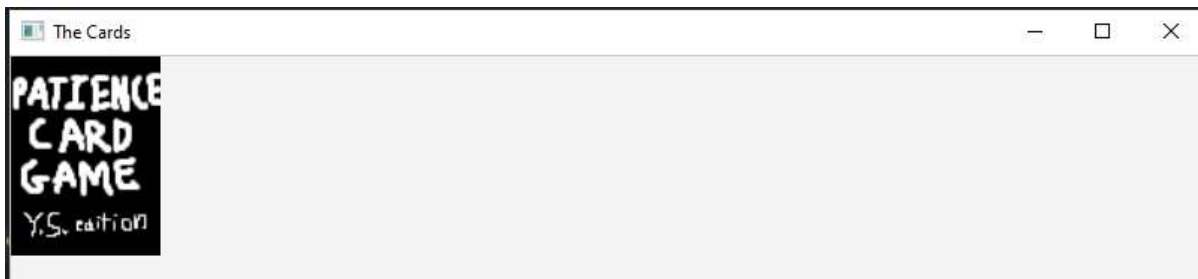 The Cards
PATIENCE
CARD
GAME
Y.S. edition